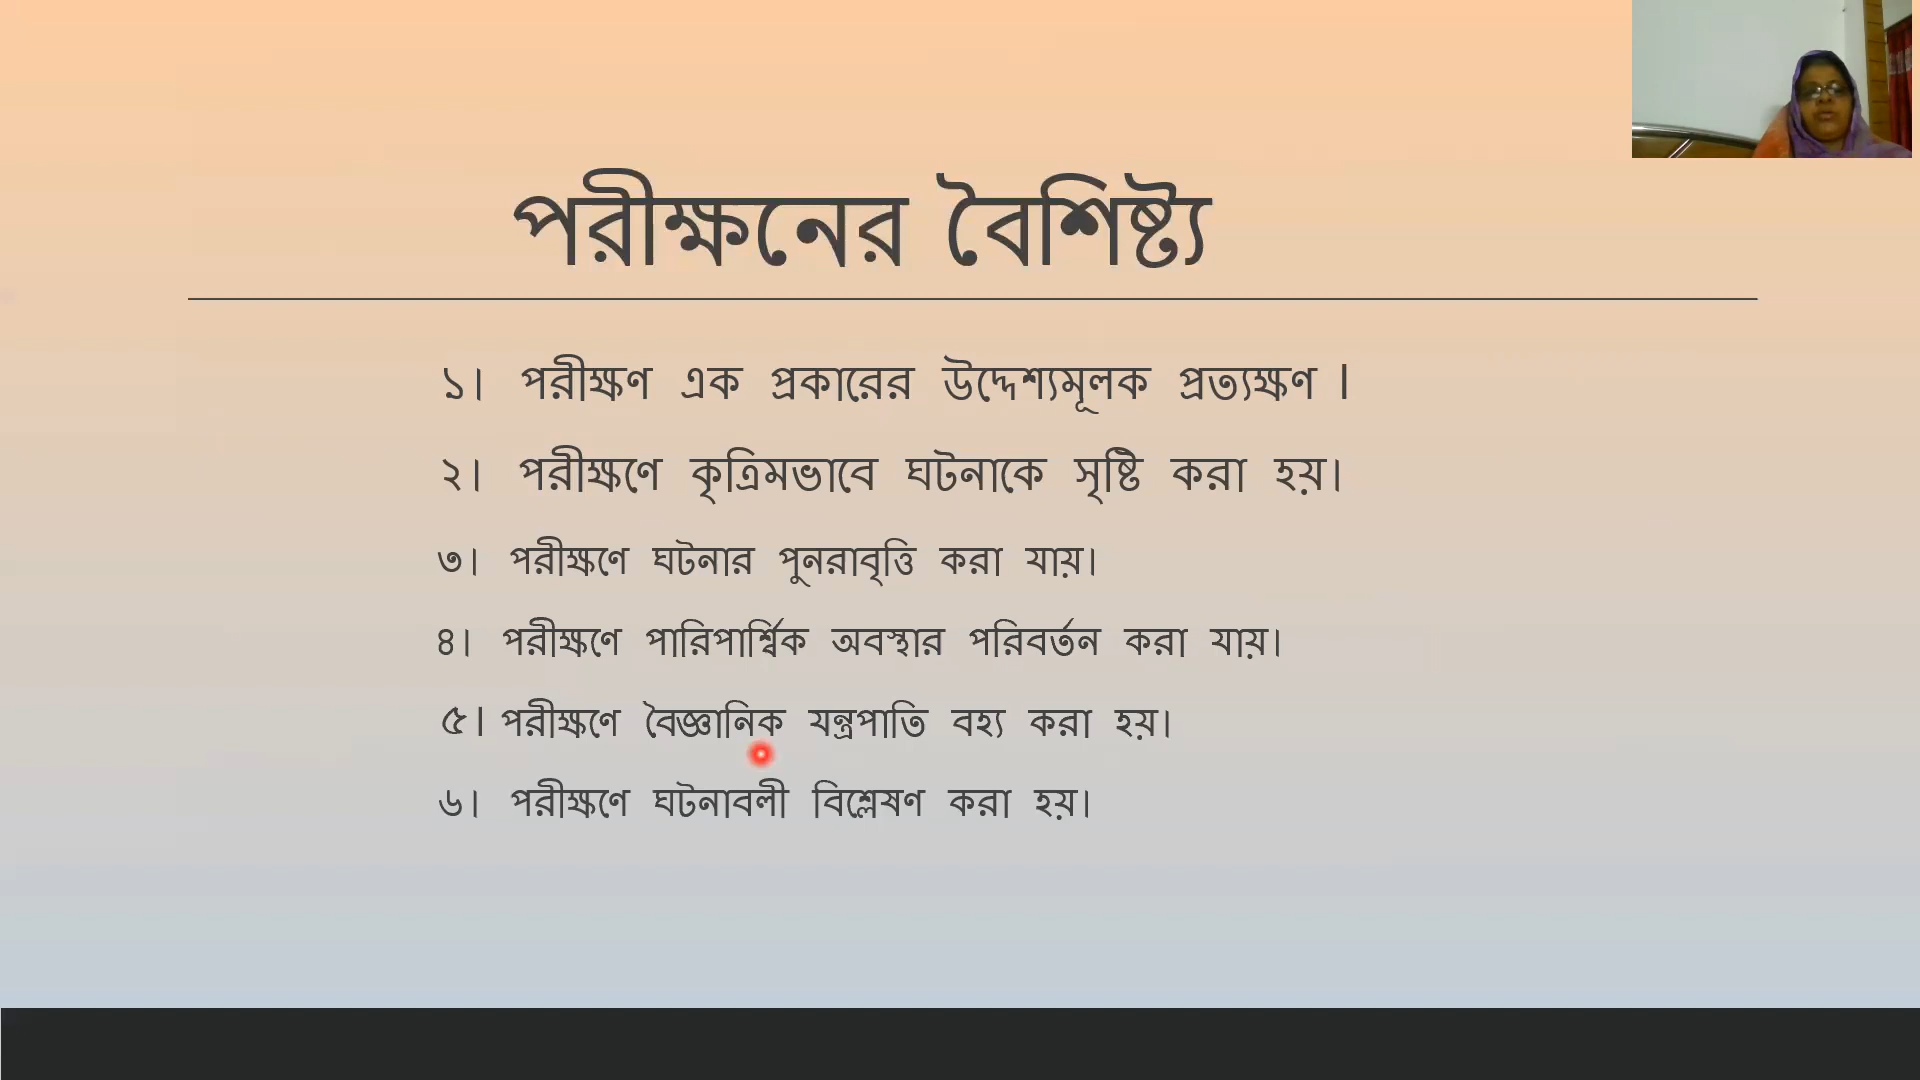 পরীক্ষনের বৈশিষ্ট্য
১। পরীক্ষণ এক প্রকারের উদ্দেশ্যমূলক প্রত্যক্ষণ ।
২। পরীক্ষণে কৃত্রিমভাবে ঘটনাকে সৃষ্টি করা হয়।
৩। পরীক্ষণে ঘটনার পুনরাবৃত্তি করা যায়।
৪। পরীক্ষণে পারিপার্শ্বিক অবস্থার পরিবর্তন করা যায়।
৫। পরীক্ষণে বৈজ্ঞানিক যন্ত্রপাতি বহ্য করা হয়।
৬। পরীক্ষণে ঘটনাবলী বিশ্লেষণ করা হয়।